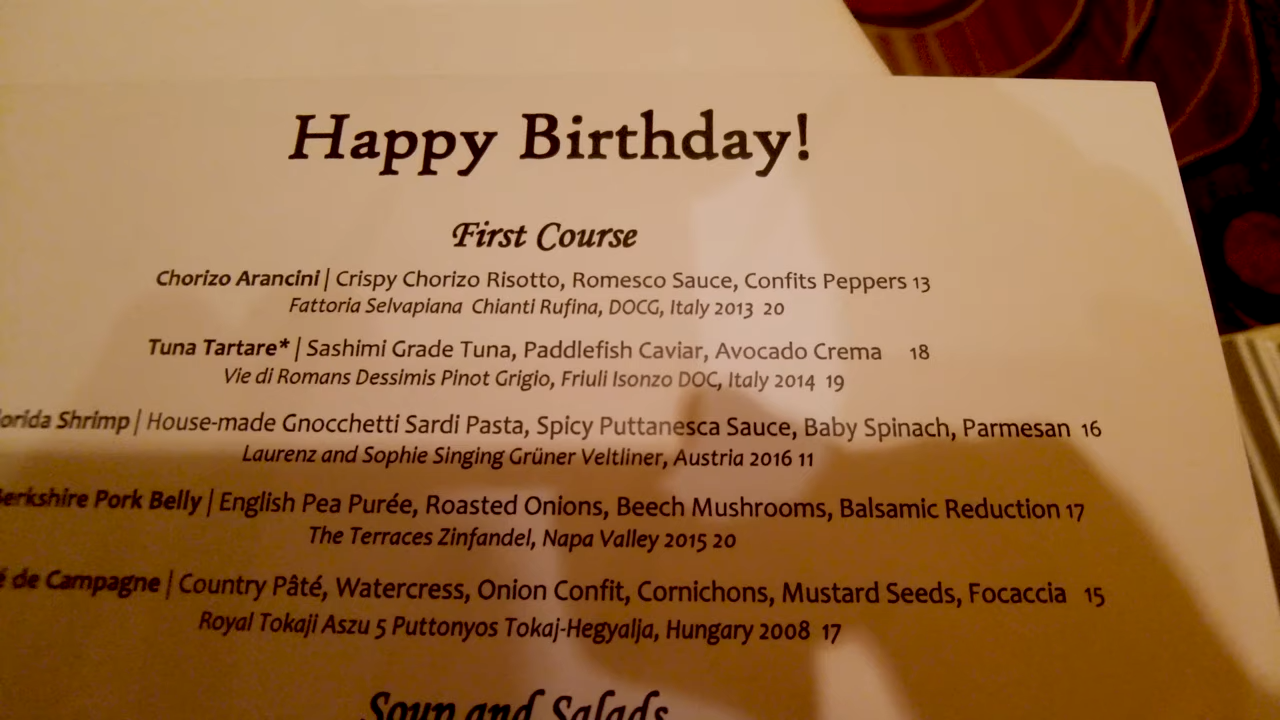 Happy Birthday!
First Course
Chorizo Arancini | Crispy Chorizo Risotto, Romesco Sauce, Confits Peppers 13
Fattoria Selvapiana Chianti Rufina, DOCG, Italy 2013 20
Tuna Tartare* | Sashimi Grade Tuna, Paddlefish Caviar, Avocado Crema 18
Vie di Romans Dessimis Pinot Grigio, Friuli Isonzo DOC, Italy 2014 19
Shrimp | House-made Gnocchetti Sardi Pasta, Spicy Puttanesca Sauce, Baby Spinach, Parmesan 16
Laurenz and Sophie Singing Grüner Veltliner, Austria 2016 11
Pork Belly | English Pea Purée, Roasted Onions, Beech Mushrooms, Balsamic Reduction 17
The Terraces Zinfandel, Napa Valley 2015 20
de Campagne | Country Pâté, Watercress, Onion Confit, Cornichons, Mustard Seeds, Focaccia 15
Royal Tokaji Aszu 5 Puttonyos Tokaj-Hegyalja, Hungary 2008 17
Soup and Salads